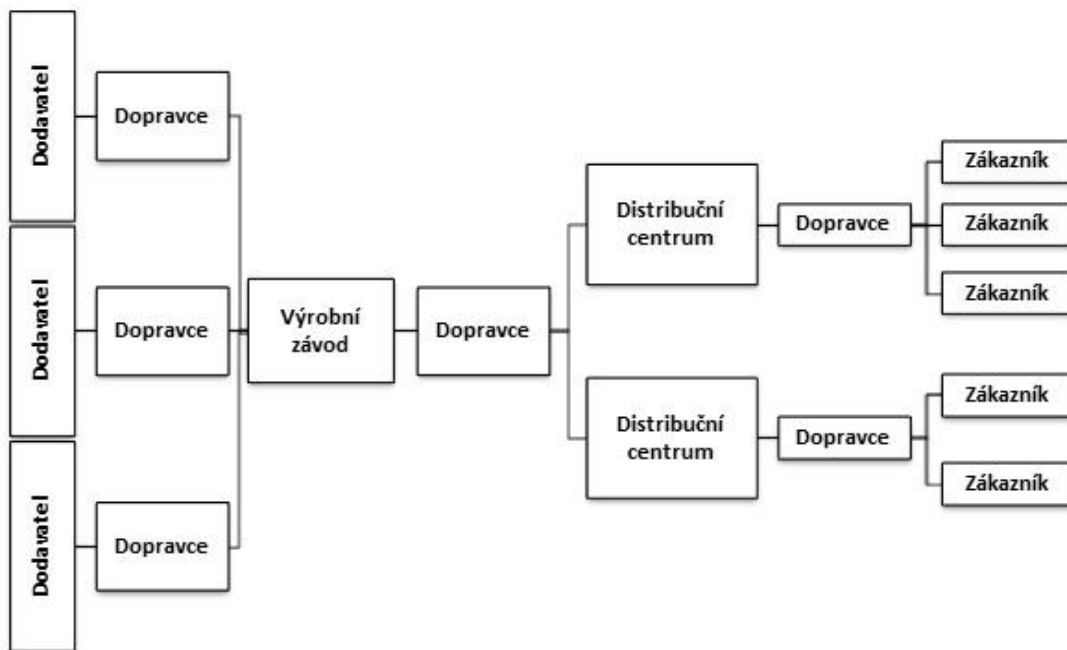 Dodavatel
Dopravce
Dodavatel
Dopravce
Dodavatel
Dopravce
Výrobní
závod
Dopravce
Distribuční
centrum
Dopravce
Zákazník
Zákazník
Zákazník
Distribuční
centrum
Dopravce
Zákazník
Zákazník